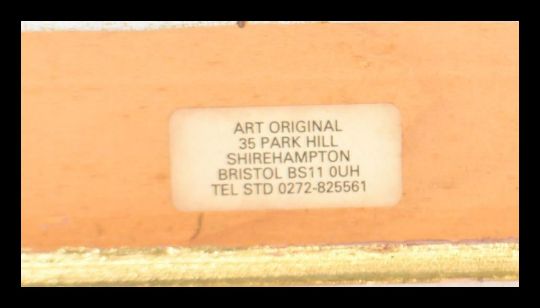 ART ORIGINAL
35 PARK HILL
SHIREHAMPTON
BRISTOL BS11 0UH
TEL STD 0272-825561